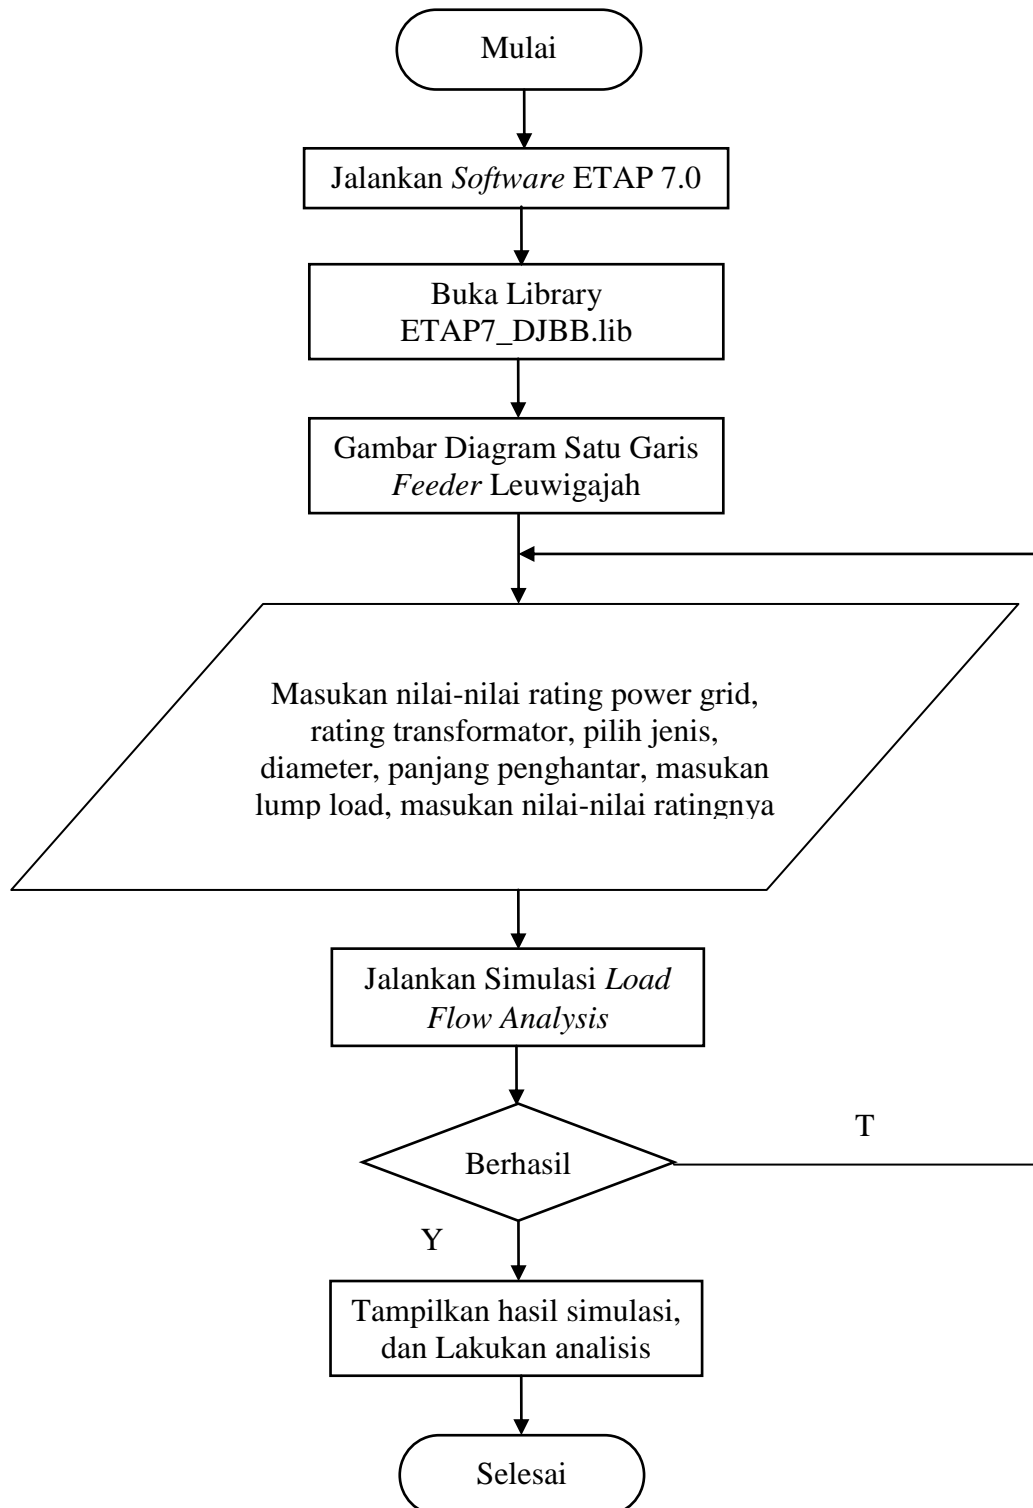 Mulai
Jalankan Software ETAP 7.0
Buka Library
ETAP7_DJBB.lib
Gambar Diagram Satu Garis
Feeder Leuwigajah
Masukan nilai-nilai rating power grid,
rating transformator, pilih jenis,
diameter, panjang penghantar, masukan
lump load, masukan nilai-nilai ratingnya
Jalankan Simulasi Load
Flow Analysis
Berhasil
T
Y
Tampilkan hasil simulasi,
dan Lakukan analisis
Selesai